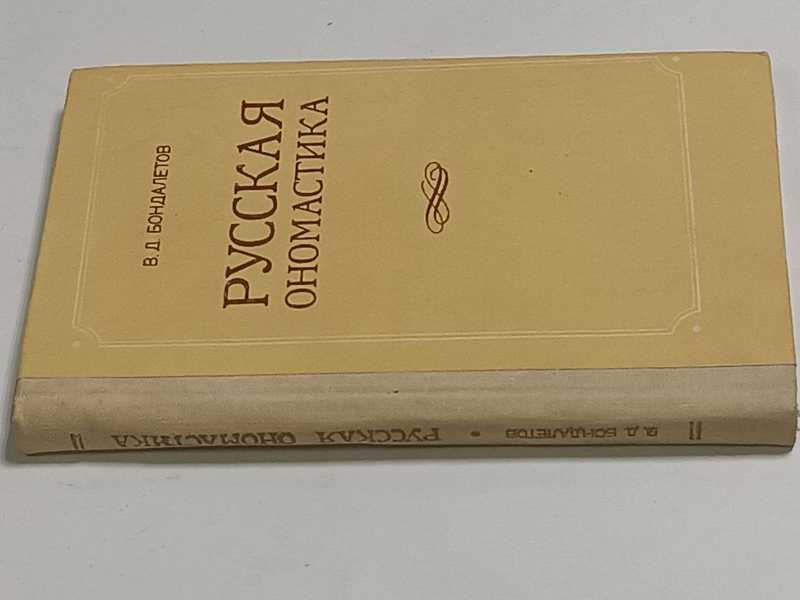 В. Д. БОНДАЛЕТОВ
РУССКАЯ
ОНОМАСТИКА
В. Д. БОНДАЛЕТОВ • РУССКАЯ ОНОМАСТИКА